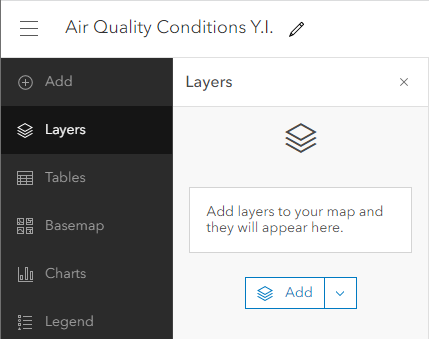 Air Quality Conditions Y.I.
Add
Layers
Tables
Basemap
Charts
Legend
Layers
Add layers to your map and
they will appear here.
Add